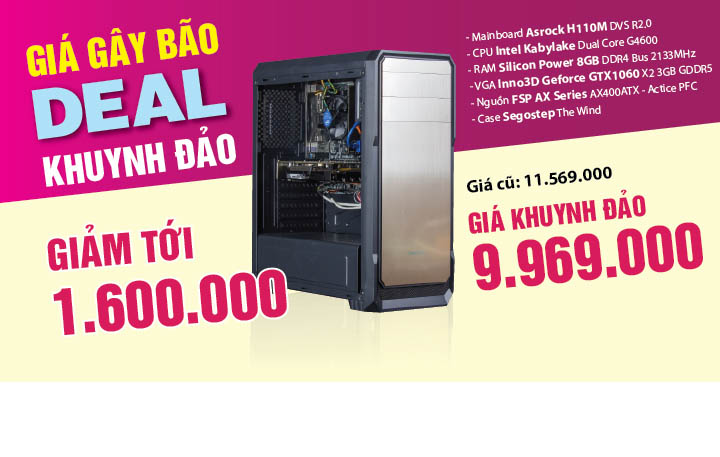 GIÁ GÂY BÃO
DEAL
KHUYNH ĐẢO
- Mainboard Asrock H110M DVS R2.0
- CPU Intel Kabylake Dual Core G4600
- RAM Silicon Power 8GB DDR4 Bus 2133MHz
- VGA Inno3D Geforce GTX1060 X2 3GB GDDR5
- Nguồn FSP AX Series AX400ATX - Actice PFC
- Case Segostep The Wind
Giá cũ: 11.569.000
GIÁ KHUYNH ĐẢO
9.969.000
GIẢM TỚI
1.600.000